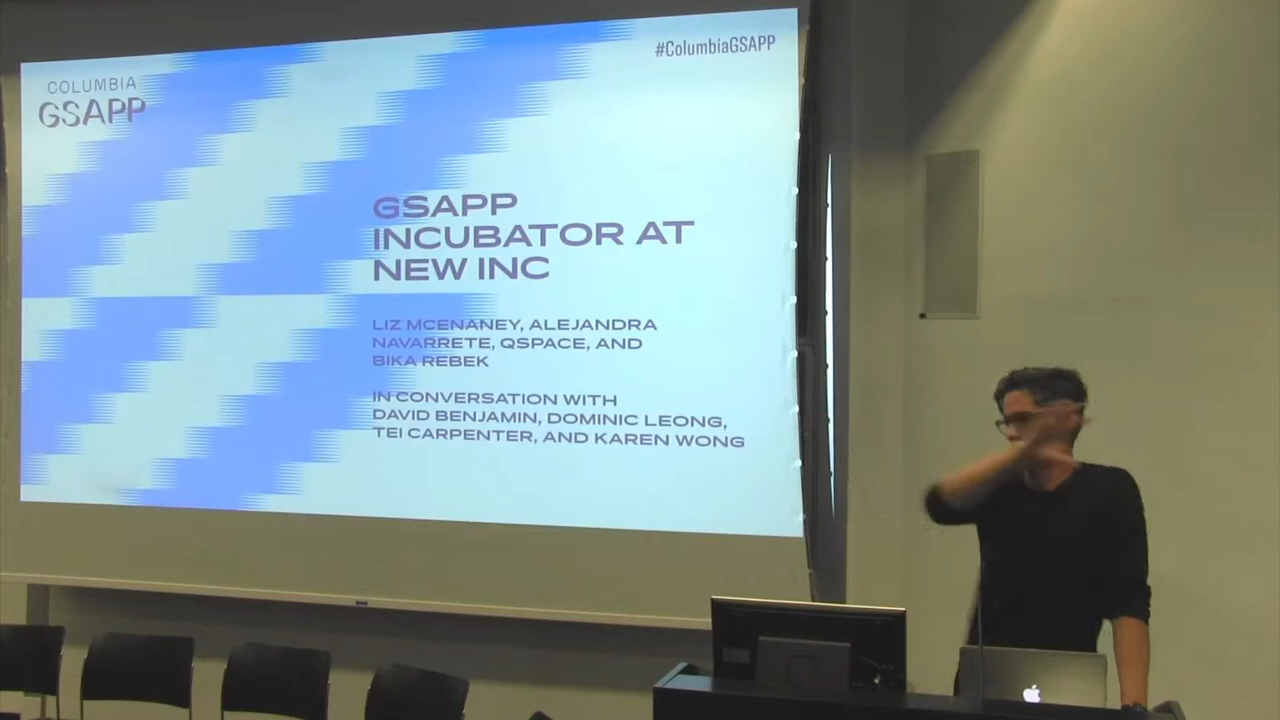 COLUMBIA
GSAPP
#ColumbiaGSAPP
GSAPP
INCUBATOR AT
NEW INC
LIZ MCENANEY, ALEJANDRA
NAVARRETE, QSPACE, AND
BIKA REBEK
IN CONVERSATION WITH
DAVID BENJAMIN, DOMINIC LEONG,
TEI CARPENTER, AND KAREN WONG